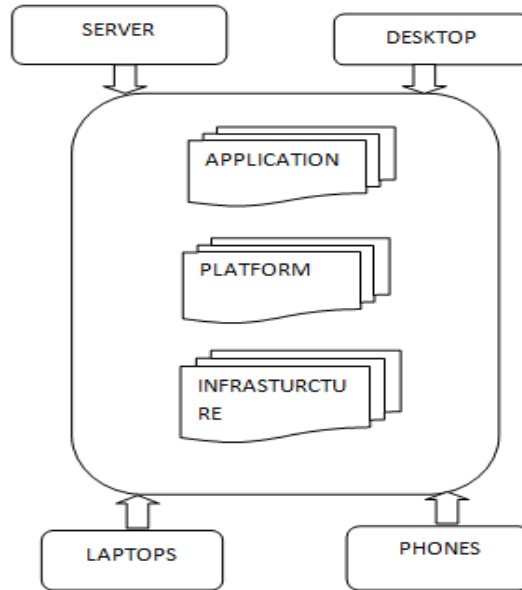 SERVER
DESKTOP
APPLICATION
PLATFORM
INFRASTURCTU
RE
LAPTOPS
PHONES